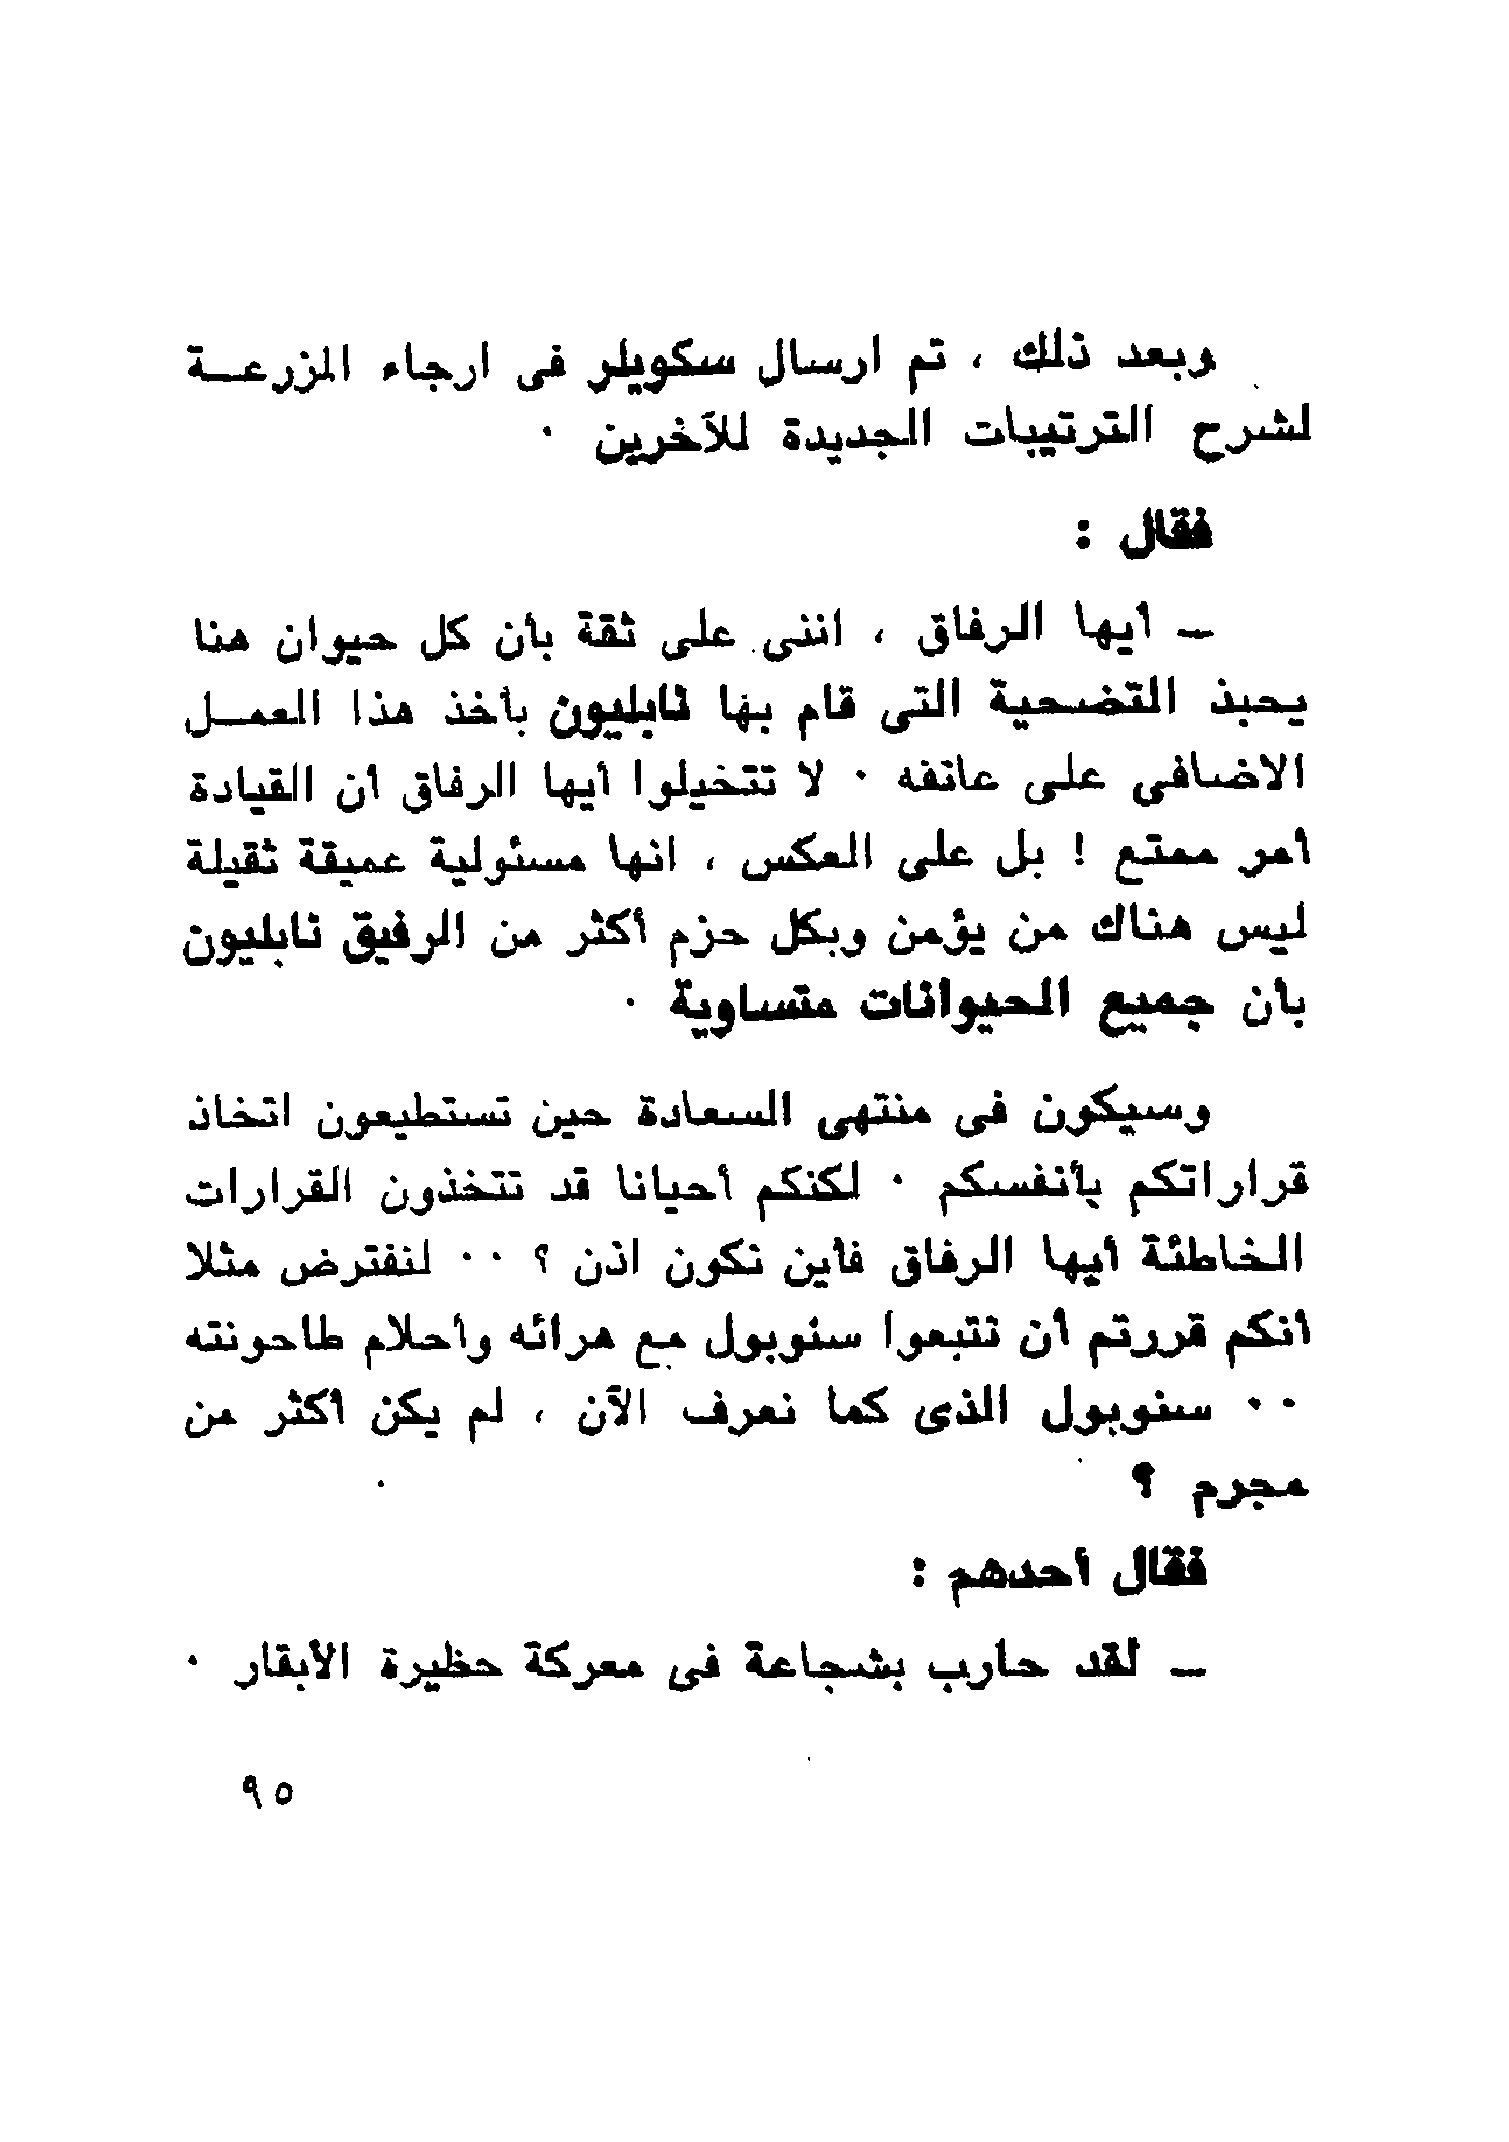 وبعد ذلك ، تم ارسال سكويلر فى ارجاء المزرعــة
لشرح الترتيبات الجديدة للآخرين ٠
فقال :
ــ أيها الرفاق ، اننى على ثقة بأن كل حيوان هنا
يحبذ التضحية التى قام بها نابليون بأخذ هذا العمــل
الاضافى على عاتقه ٠ لا تتخيلوا أيها الرفاق أن القيادة
أمر ممتع ! بل على العكس ، انها مسئولية عميقة ثقيلة
ليس هناك من يؤمن وبكل حزم أكثر من الرفيق نابليون
بأن جميع الحيوانات متساوية ٠
وسيكون فى منتهى السعادة حين تستطيعون اتخاذ
قراراتكم بأنفسكم ٠ لكنكم أحيانا قد تتخذون القرارات
الخاطئة أيها الرفاق فأين نكون اذن ؟ ٠٠ لنفترض مثلا
أنكم قررتم أن تتبعوا سنوبول مع هرائه وأحلام طاحونته
٠٠ سنوبول الذى كما نعرف الآن ، لم يكن أكثر من
مجرم ؟
فقال أحدهم :
ــ لقد حارب بشجاعة فى معركة حظيرة الأبقار ٠
٩٥